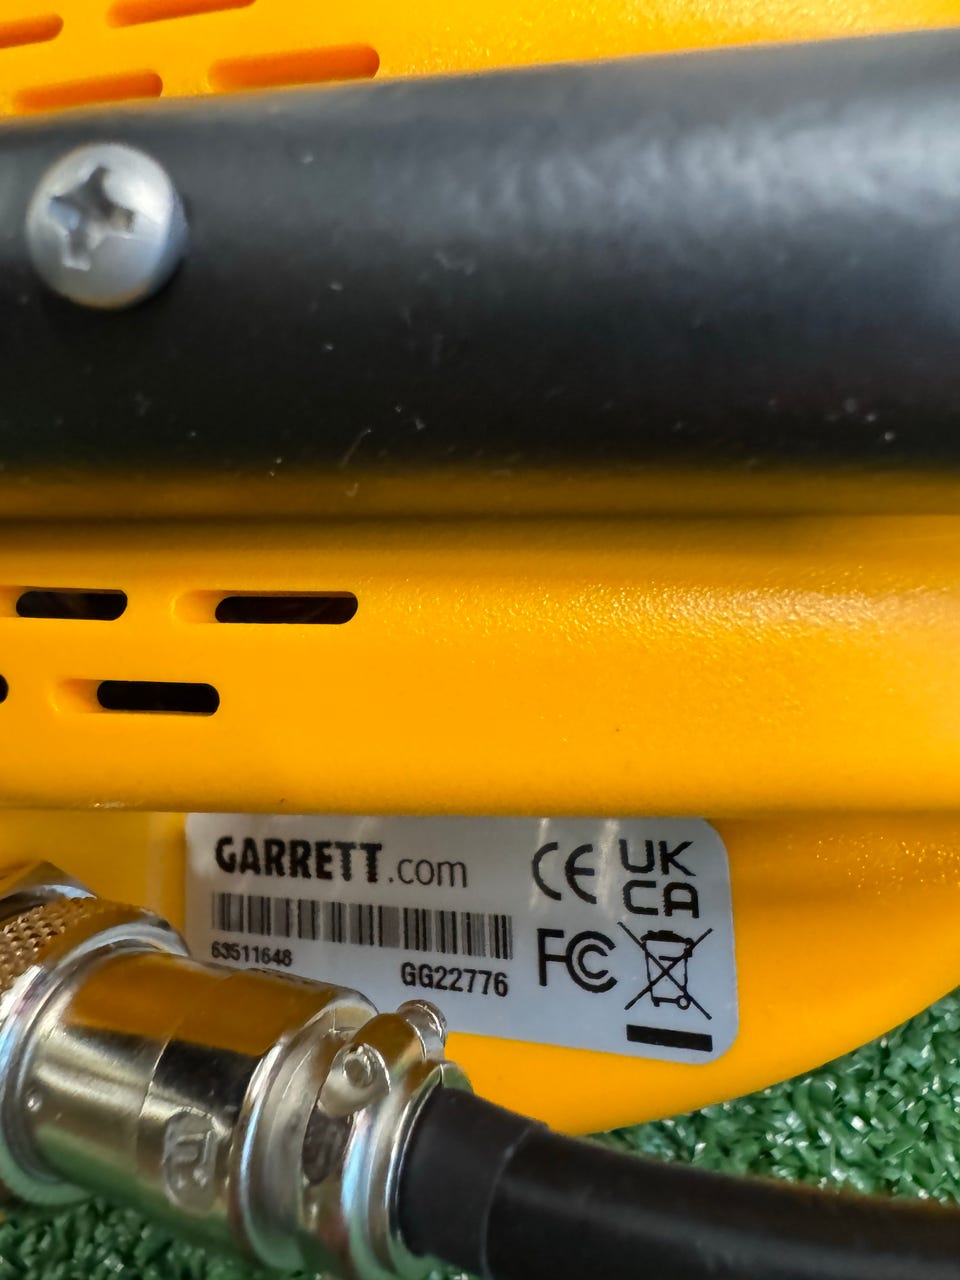 GARRETT.com
63511648
GG22776
CE
UK
CA
FC